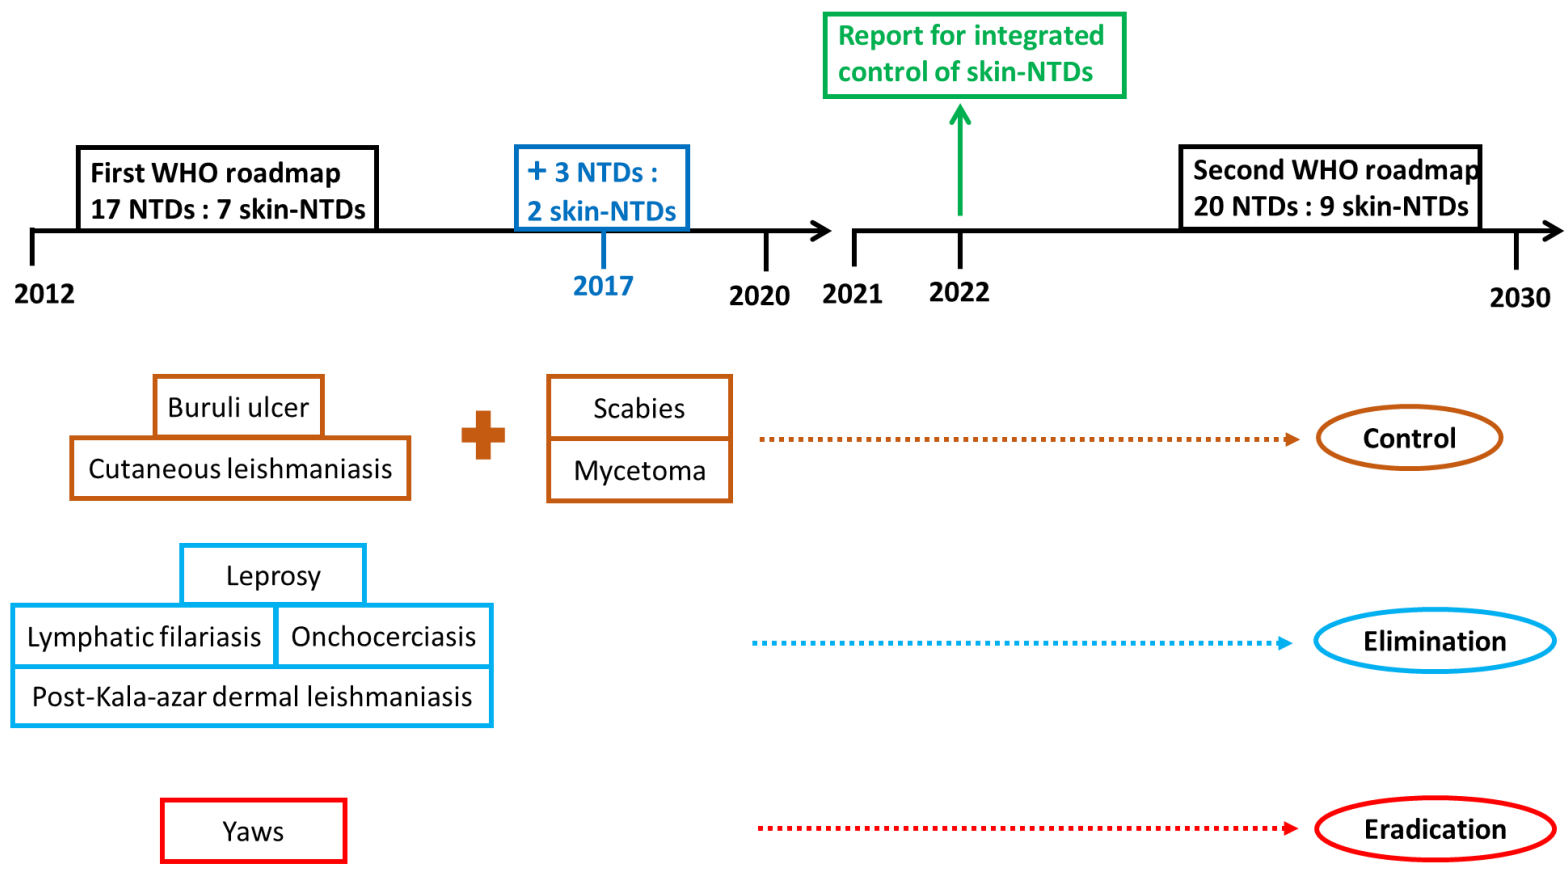 Report for integrated
control of skin-NTDs
First WHO roadmap
17 NTDs : 7 skin-NTDs
+ 3 NTDs :
2 skin-NTDs
Second WHO roadmap
20 NTDs : 9 skin-NTDs
2012
2017
2020
2021
2022
2030
Buruli ulcer
Cutaneous leishmaniasis
Scabies
Mycetoma
Control
Leprosy
Lymphatic filariasis
Onchocerciasis
Post-Kala-azar dermal leishmaniasis
Elimination
Yaws
Eradication